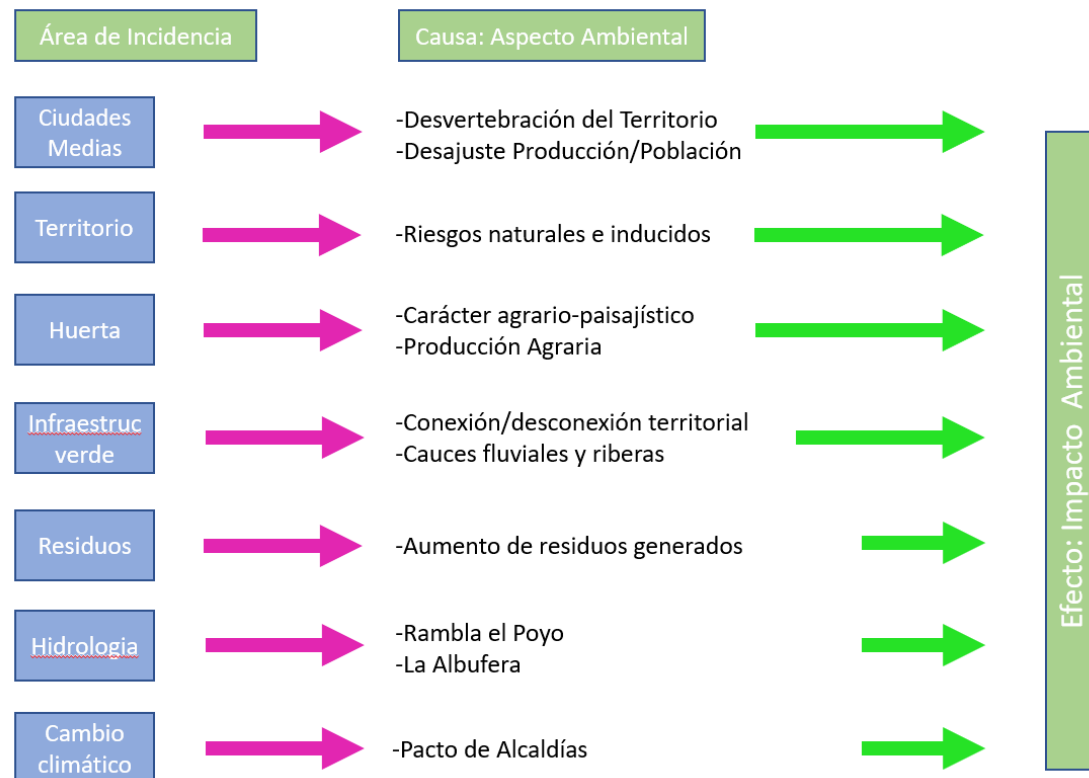 Área de Incidencia
Causa: Aspecto Ambiental
Ciudades
Medias
-Desvertebración del Territorio
-Desajuste Producción/Población
Territorio
-Riesgos naturales e inducidos
Huerta
-Carácter agrario-paisajístico
-Producción Agraria
Infraestruc
verde
-Conexión/desconexión territorial
-Cauces fluviales y riberas
Residuos
-Aumento de residuos generados
Hidrologia
-Rambla el Poyo
-La Albufera
Cambio
climático
-Pacto de Alcaldías
Efecto: Impacto Ambiental